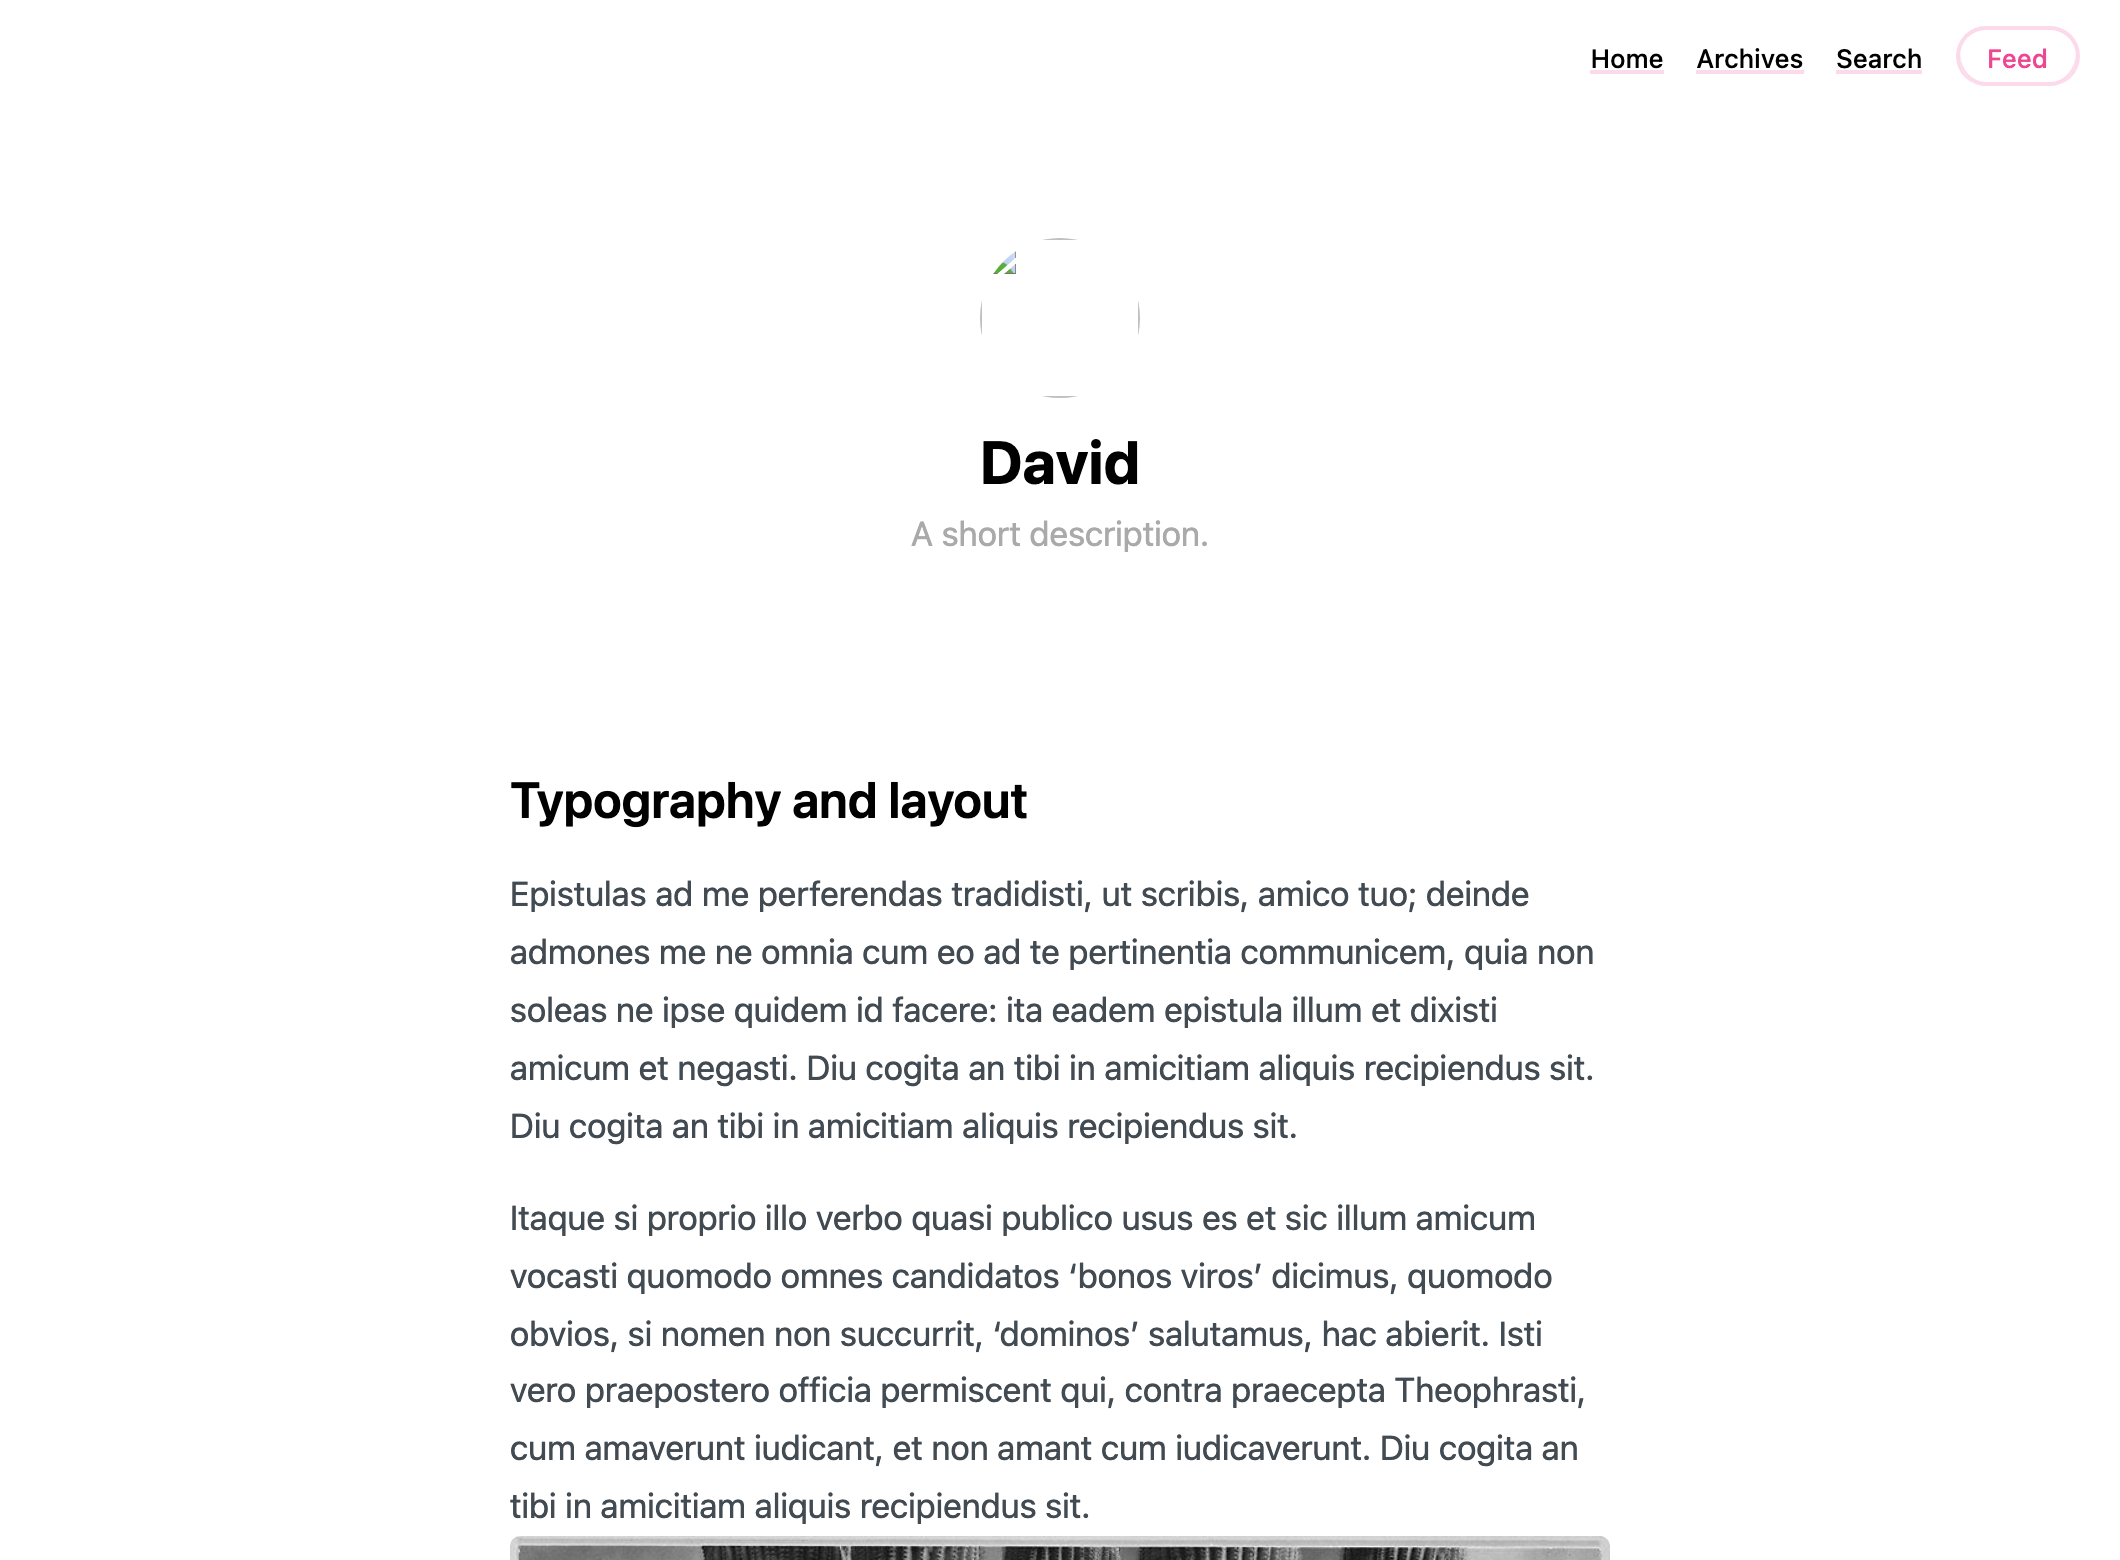 Home Archives Search Feed
David
A short description.
Typography and layout
Epistulas ad me perferendas tradidisti, ut scribis, amico tuo; deinde
admones me ne omnia cum eo ad te pertinentia communicem, quia non
soleas ne ipse quidem id facere: ita eadem epistula illum et dixisti
amicum et negasti. Diu cogita an tibi in amicitiam aliquis recipiendus sit.
Diu cogita an tibi in amicitiam aliquis recipiendus sit.
Itaque si proprio illo verbo quasi publico usus es et sic illum amicum
vocasti quomodo omnes candidatos ‘bonos viros’ dicimus, quomodo
obvios, si nomen non succurrit, ‘dominos’ salutamus, hac abierit. Isti
vero praepostero officia permiscent qui, contra praecepta Theophrasti,
cum amaverunt iudicant, et non amant cum iudicaverunt. Diu cogita an
tibi in amicitiam aliquis recipiendus sit.